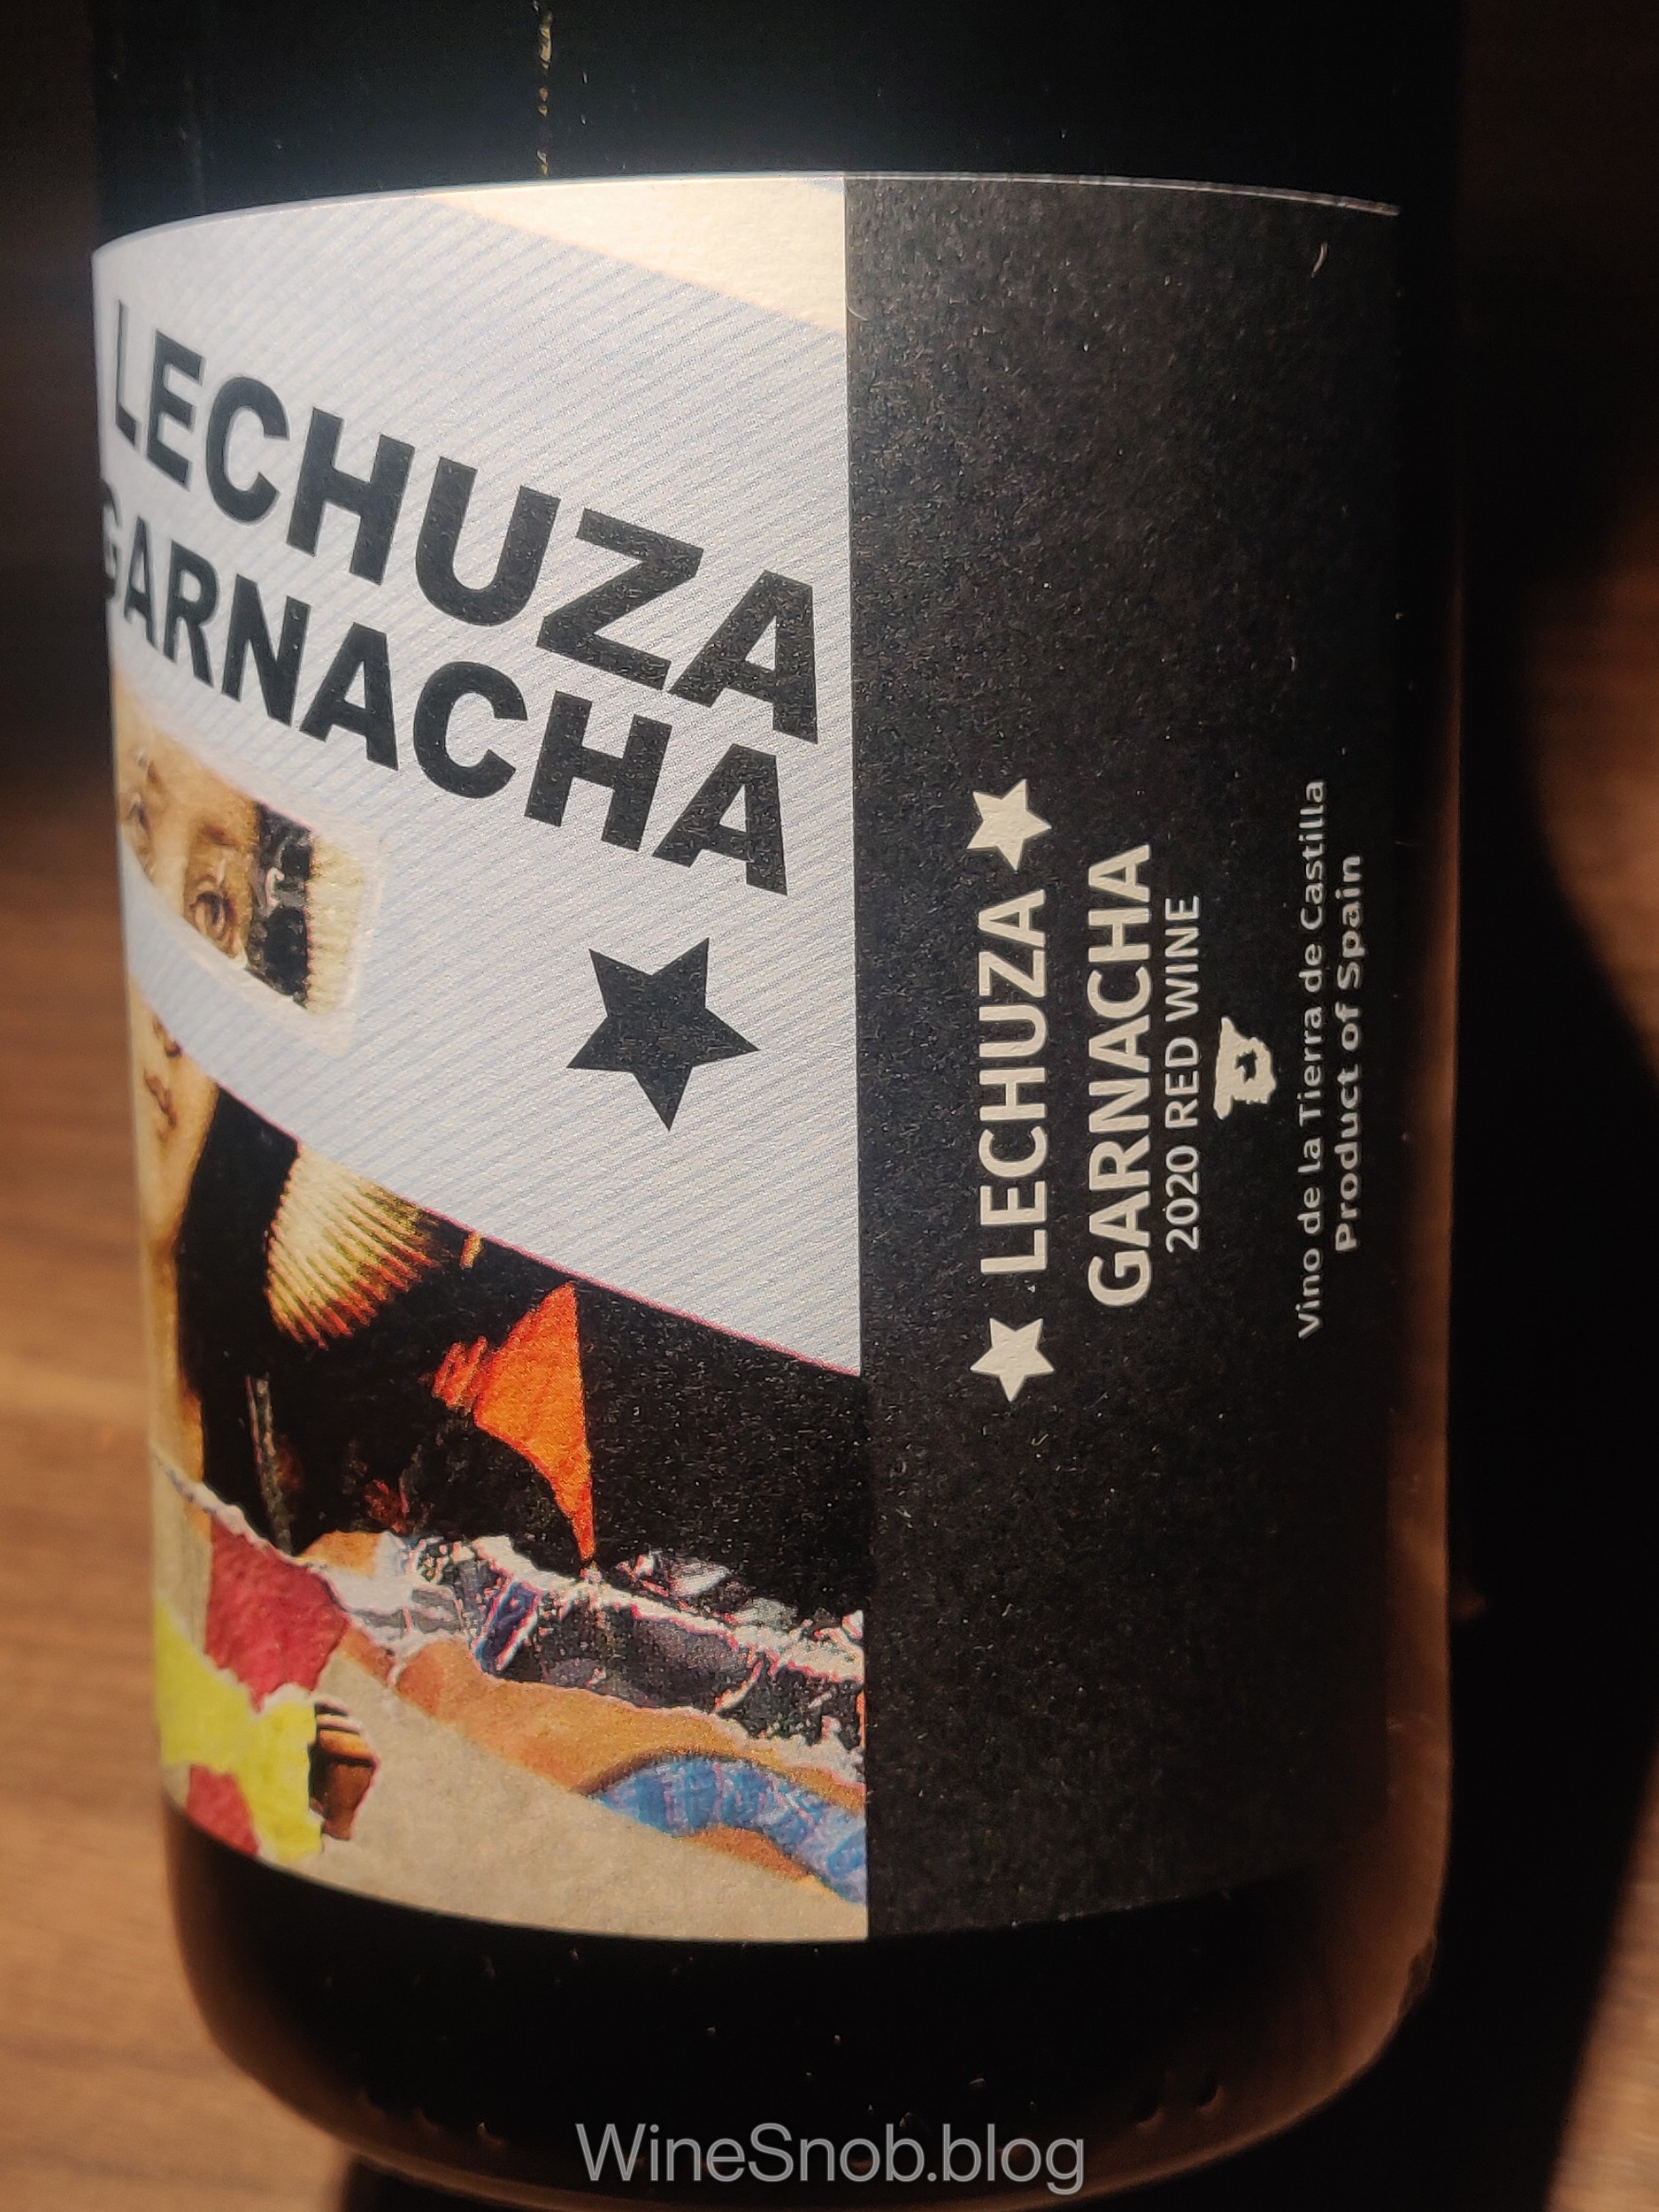 LECHUZA
GARNACHA
LECHUZA
GARNACHA
2020 RED WINE
Vino de la Tierra de Castilla
Product of Spain
WineSnob.blog